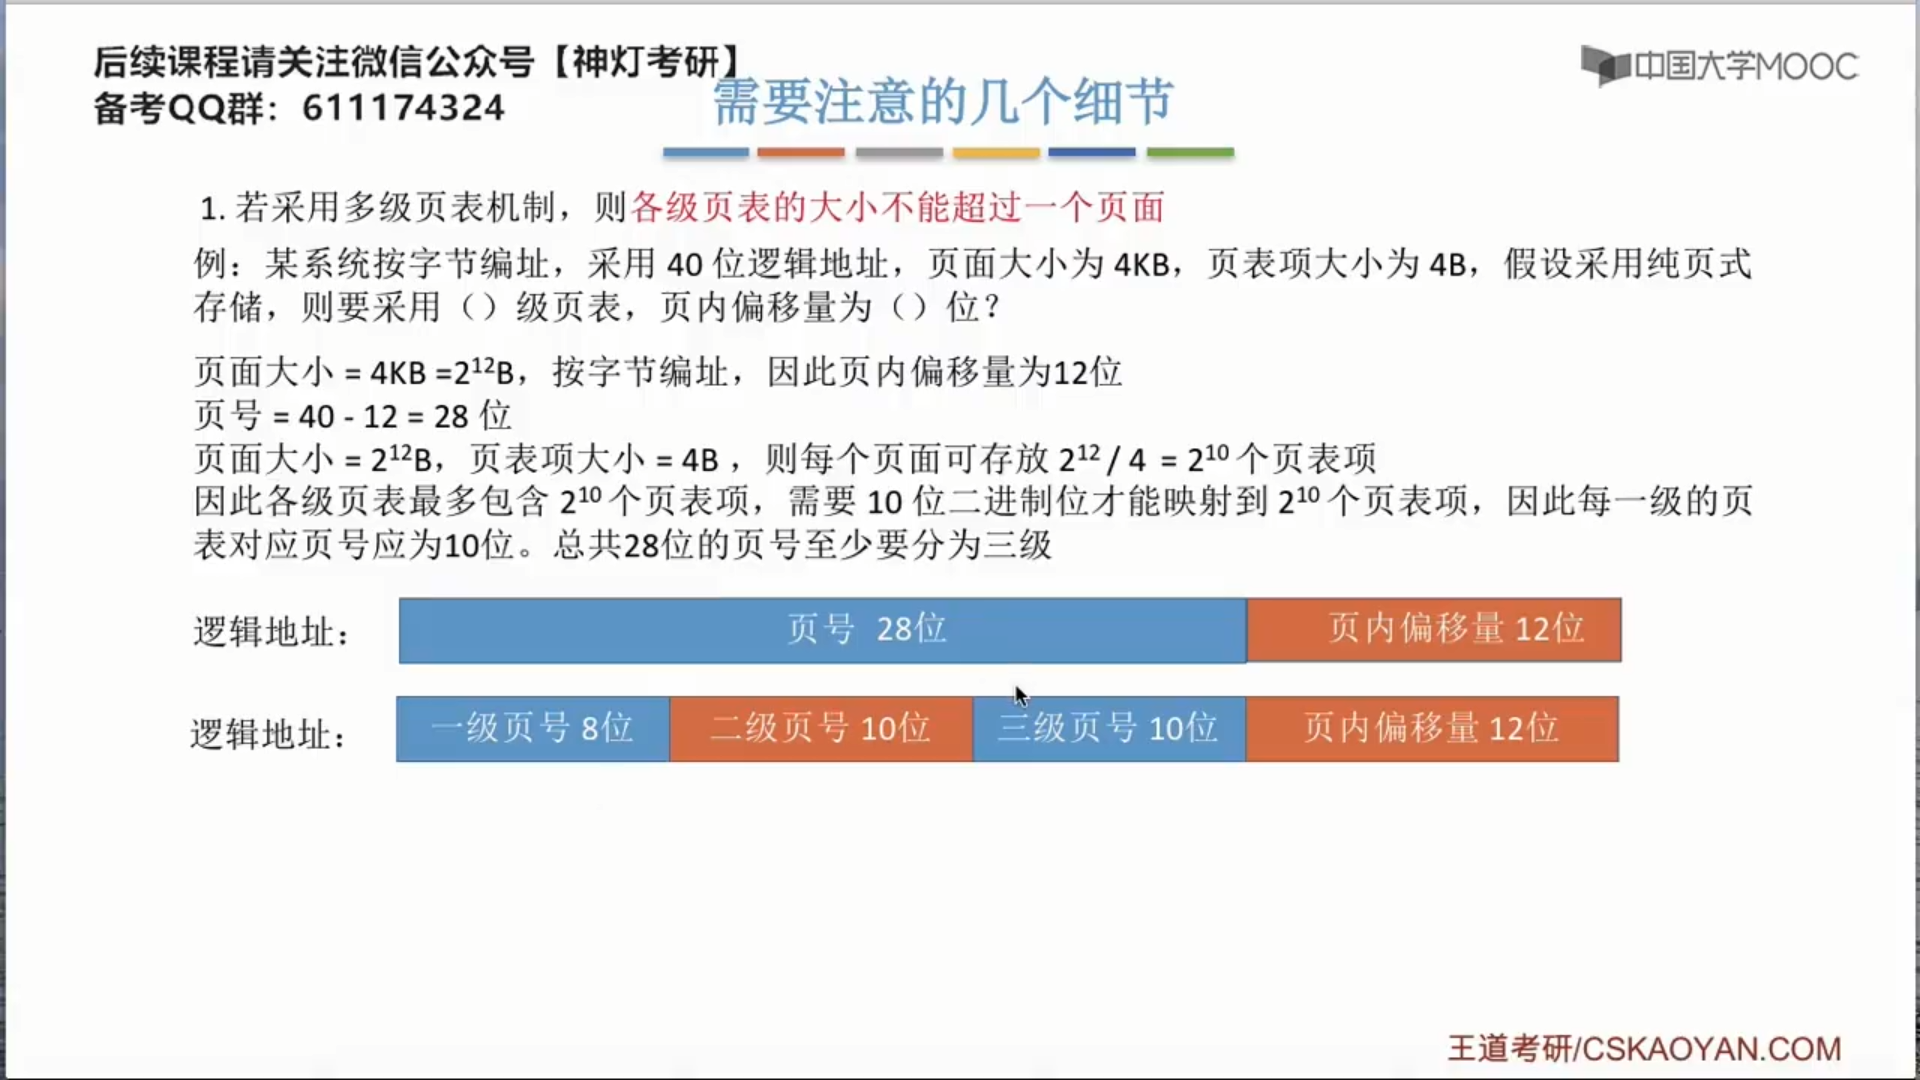 后续课程请关注微信公众号【神灯考研】
备考QQ群：611174324
中国大学MOOC
需要注意的几个细节
1. 若采用多级页表机制，则各级页表的大小不能超过一个页面
例：某系统按字节编址，采用 40 位逻辑地址，页面大小为 4KB，页表项大小为 4B，假设采用纯页式
存储，则要采用（）级页表，页内偏移量为（）位？
页面大小 = 4KB =2¹²B，按字节编址，因此页内偏移量为12位
页号 = 40 - 12 = 28 位
页面大小 = 2¹²B，页表项大小 = 4B ，则每个页面可存放 2¹² / 4 = 2¹⁰ 个页表项
因此各级页表最多包含 2¹⁰ 个页表项，需要 10 位二进制位才能映射到 2¹⁰ 个页表项，因此每一级的页
表对应页号应为10位。总共28位的页号至少要分为三级
逻辑地址： 页号 28位 页内偏移量 12位
逻辑地址： 一级页号 8位 二级页号 10位 三级页号 10位 页内偏移量 12位
王道考研/CSKAOYAN.COM